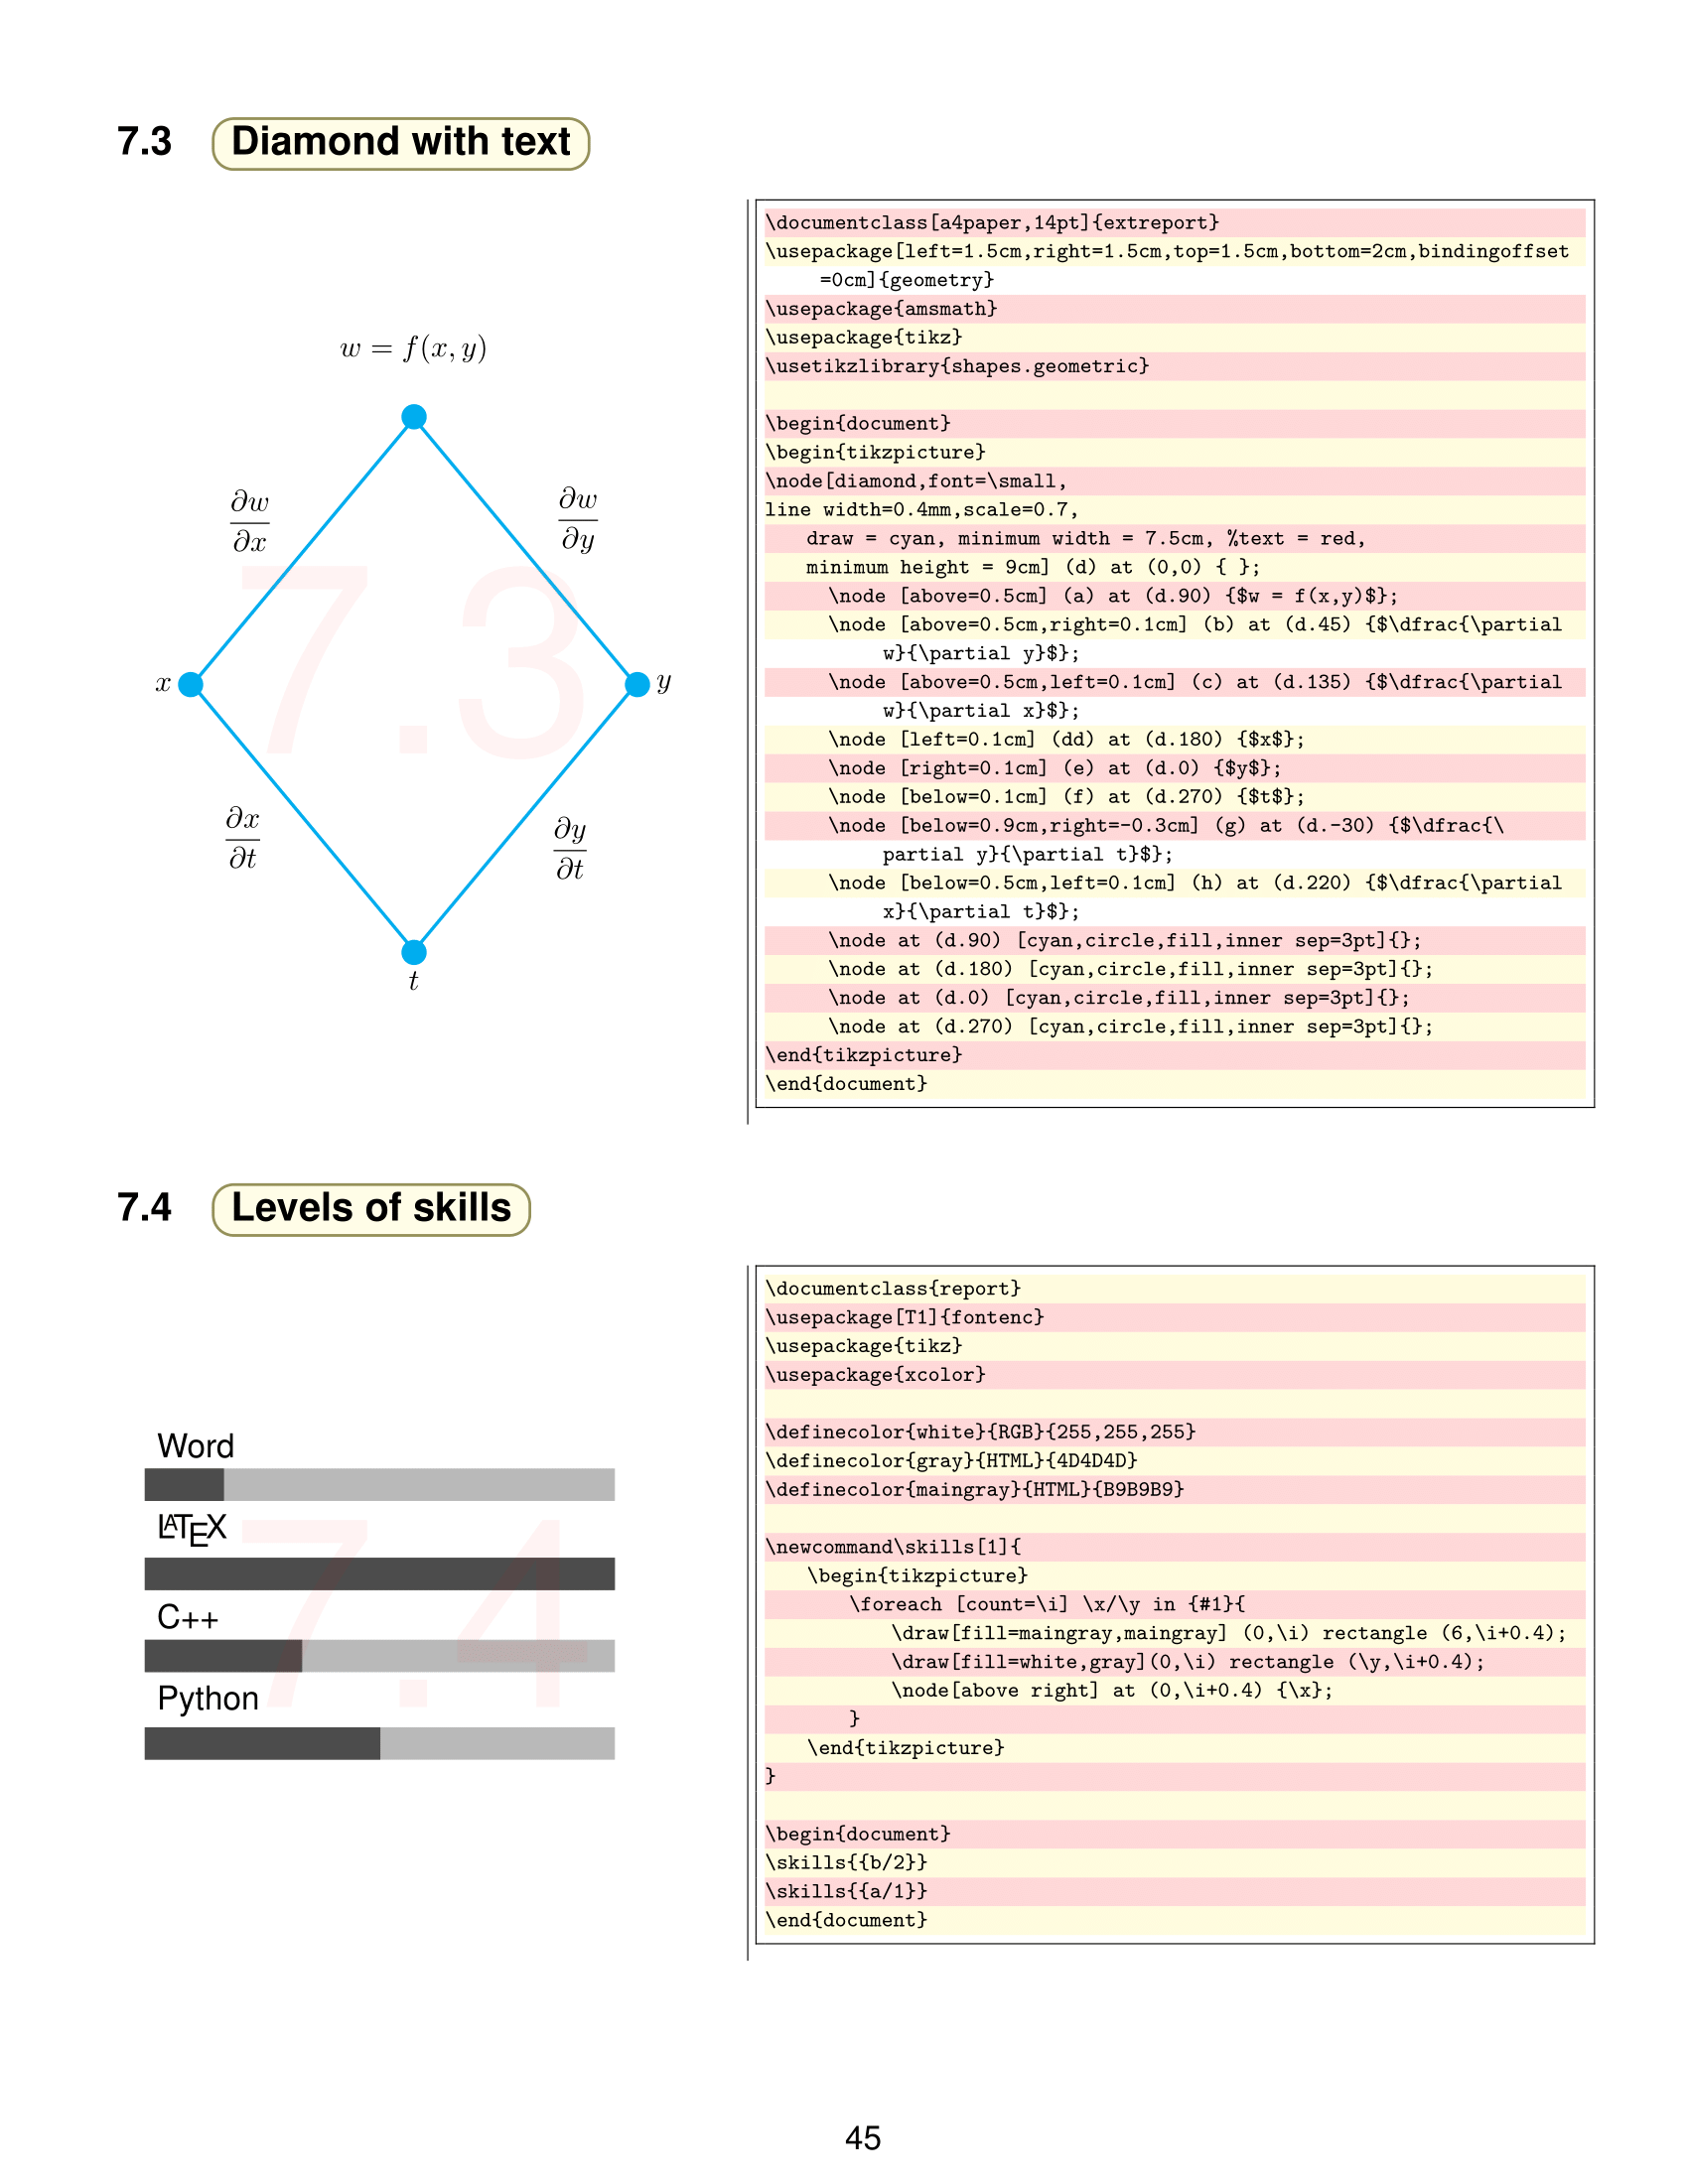 7.3 Diamond with text
w = f(x, y)
∂w
∂x
∂w
∂y
7.3
x
y
∂x
∂t
∂y
∂t
t
\documentclass[a4paper,14pt]{extreport}
\usepackage[left=1.5cm,right=1.5cm,top=1.5cm,bottom=2cm,bindingoffset
=0cm]{geometry}
\usepackage{amsmath}
\usepackage{tikz}
\usetikzlibrary{shapes.geometric}
\begin{document}
\begin{tikzpicture}
\node[diamond,font=\small,
line width=0.4mm,scale=0.7,
draw = cyan, minimum width = 7.5cm, %text = red,
minimum height = 9cm] (d) at (0,0) { };
\node [above=0.5cm] (a) at (d.90) {$w = f(x,y)$};
\node [above=0.5cm,right=0.1cm] (b) at (d.45) {$\dfrac{\partial
w}{\partial y}$};
\node [above=0.5cm,left=0.1cm] (c) at (d.135) {$\dfrac{\partial
w}{\partial x}$};
\node [left=0.1cm] (dd) at (d.180) {$x$};
\node [right=0.1cm] (e) at (d.0) {$y$};
\node [below=0.1cm] (f) at (d.270) {$t$};
\node [below=0.9cm,right=-0.3cm] (g) at (d.-30) {$\dfrac{\
partial y}{\partial t}$};
\node [below=0.5cm,left=0.1cm] (h) at (d.220) {$\dfrac{\partial
x}{\partial t}$};
\node at (d.90) [cyan,circle,fill,inner sep=3pt]{};
\node at (d.180) [cyan,circle,fill,inner sep=3pt]{};
\node at (d.0) [cyan,circle,fill,inner sep=3pt]{};
\node at (d.270) [cyan,circle,fill,inner sep=3pt]{};
\end{tikzpicture}
\end{document}
7.4 Levels of skills
Word
LATEX
C++
Python
7.4
\documentclass{report}
\usepackage[T1]{fontenc}
\usepackage{tikz}
\usepackage{xcolor}
\definecolor{white}{RGB}{255,255,255}
\definecolor{gray}{HTML}{4D4D4D}
\definecolor{maingray}{HTML}{B9B9B9}
\newcommand\skills[1]{
\begin{tikzpicture}
\foreach [count=\i] \x/\y in {#1}{
\draw[fill=maingray,maingray] (0,\i) rectangle (6,\i+0.4);
\draw[fill=white,gray](0,\i) rectangle (\y,\i+0.4);
\node[above right] at (0,\i+0.4) {\x};
}
\end{tikzpicture}
}
\begin{document}
\skills{{b/2}}
\skills{{a/1}}
\end{document}
45